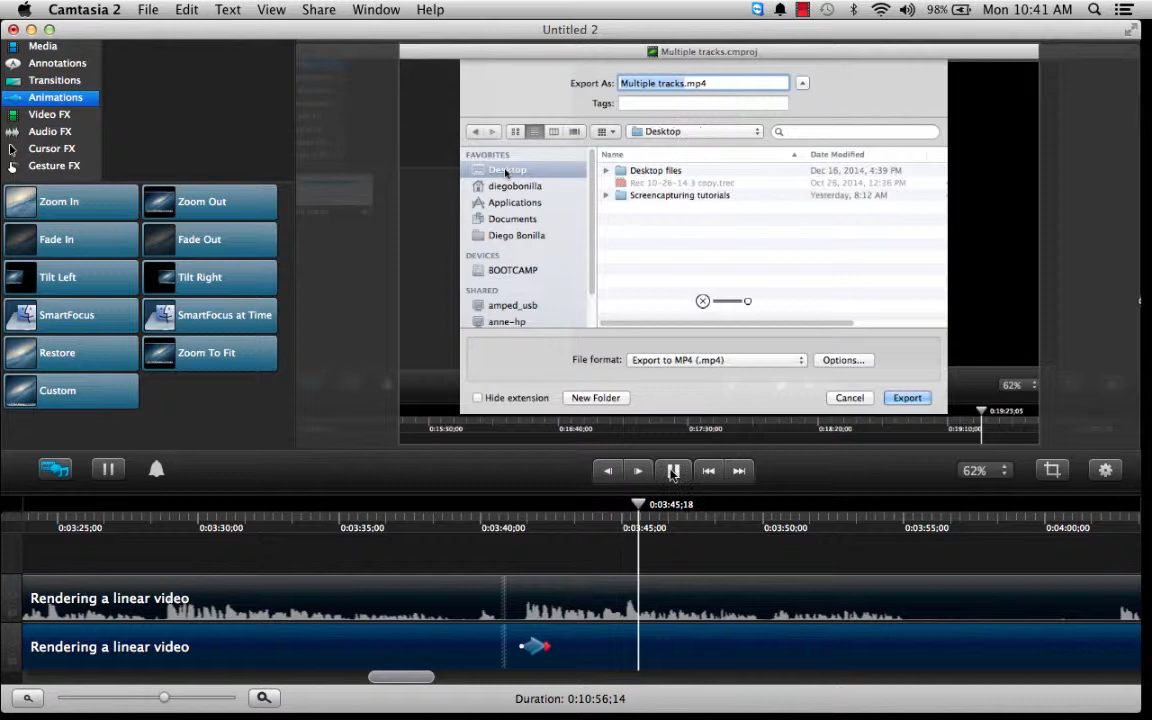 Camtasia 2 File Edit Text View Share Window Help 98% Mon 10:41 AM
Untitled 2
Media
Annotations
Transitions
Animations
Video FX
Audio FX
Cursor FX
Gesture FX
Zoom In Zoom Out
Fade In Fade Out
Tilt Left Tilt Right
SmartFocus SmartFocus at Time
Restore Zoom To Fit
Custom
Multiple tracks.cmproj
Export As: Multiple tracks.mp4
Tags:
Desktop
FAVORITES
Desktop
diegobonilla
Applications
Documents
Diego Bonilla
DEVICES
BOOTCAMP
SHARED
amped_usb
anne-hp
Name Date Modified
Desktop files Dec 16, 2014, 4:39 PM
Rec 10-26-14 3 copy.trec Oct 26, 2014, 12:36 PM
Screencapturing tutorials Yesterday, 8:12 AM
File format: Export to MP4 (.mp4) Options...
Hide extension New Folder Cancel Export
62%
0:19:23;05
0:15:50;00 0:16:40;00 0:17:30;00 0:18:20;00 0:19:10;00
62%
0:03:45;18
0:03:25;00 0:03:30;00 0:03:35;00 0:03:40;00 0:03:45;00 0:03:50;00 0:03:55;00 0:04:00;00
Rendering a linear video
Rendering a linear video
Duration: 0:10:56;14